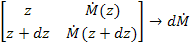 [z Ṁ(z)
z + dz Ṁ(z + dz)] → dṀ